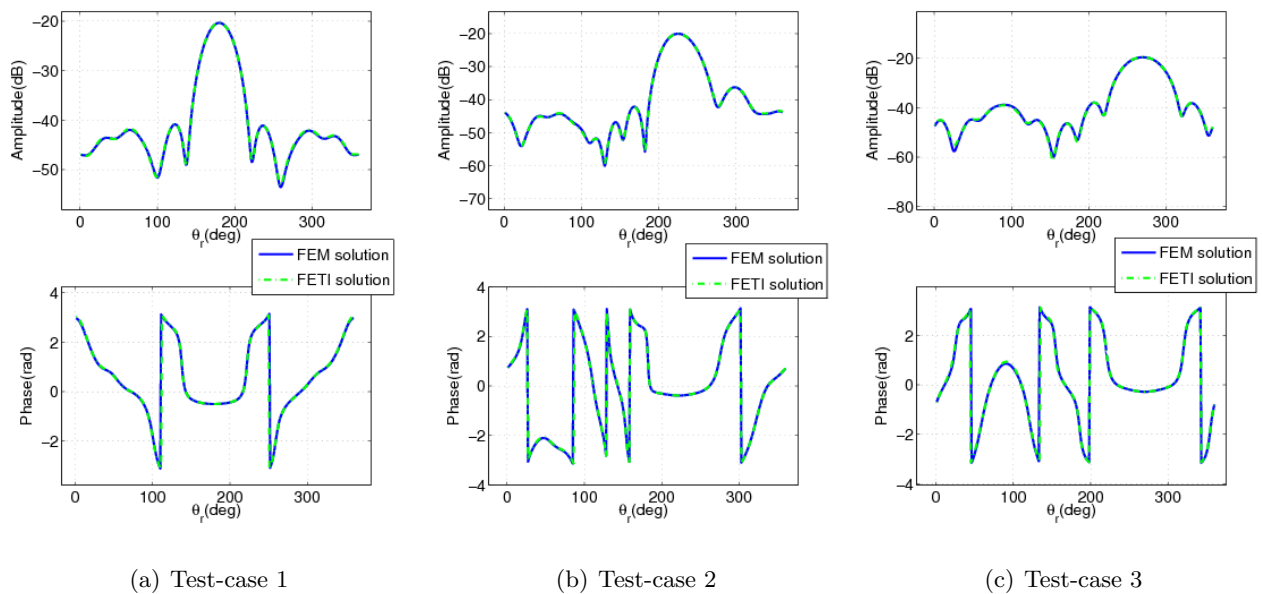 −20
−30
−40
−50
Amplitude(dB)
0 100 200 300
θr(deg)
FEM solution
FETI solution
4
2
0
−2
Phase(rad)
0 100 200 300
θr(deg)
(a) Test-case 1
−20
−30
−40
−50
−60
−70
Amplitude(dB)
0 100 200 300
θr(deg)
FEM solution
FETI solution
4
2
0
−2
−4
Phase(rad)
0 100 200 300
θr(deg)
(b) Test-case 2
−20
−40
−60
−80
Amplitude(dB)
0 100 200 300
θr(deg)
FEM solution
FETI solution
2
0
−2
−4
Phase(rad)
0 100 200 300
θr(deg)
(c) Test-case 3